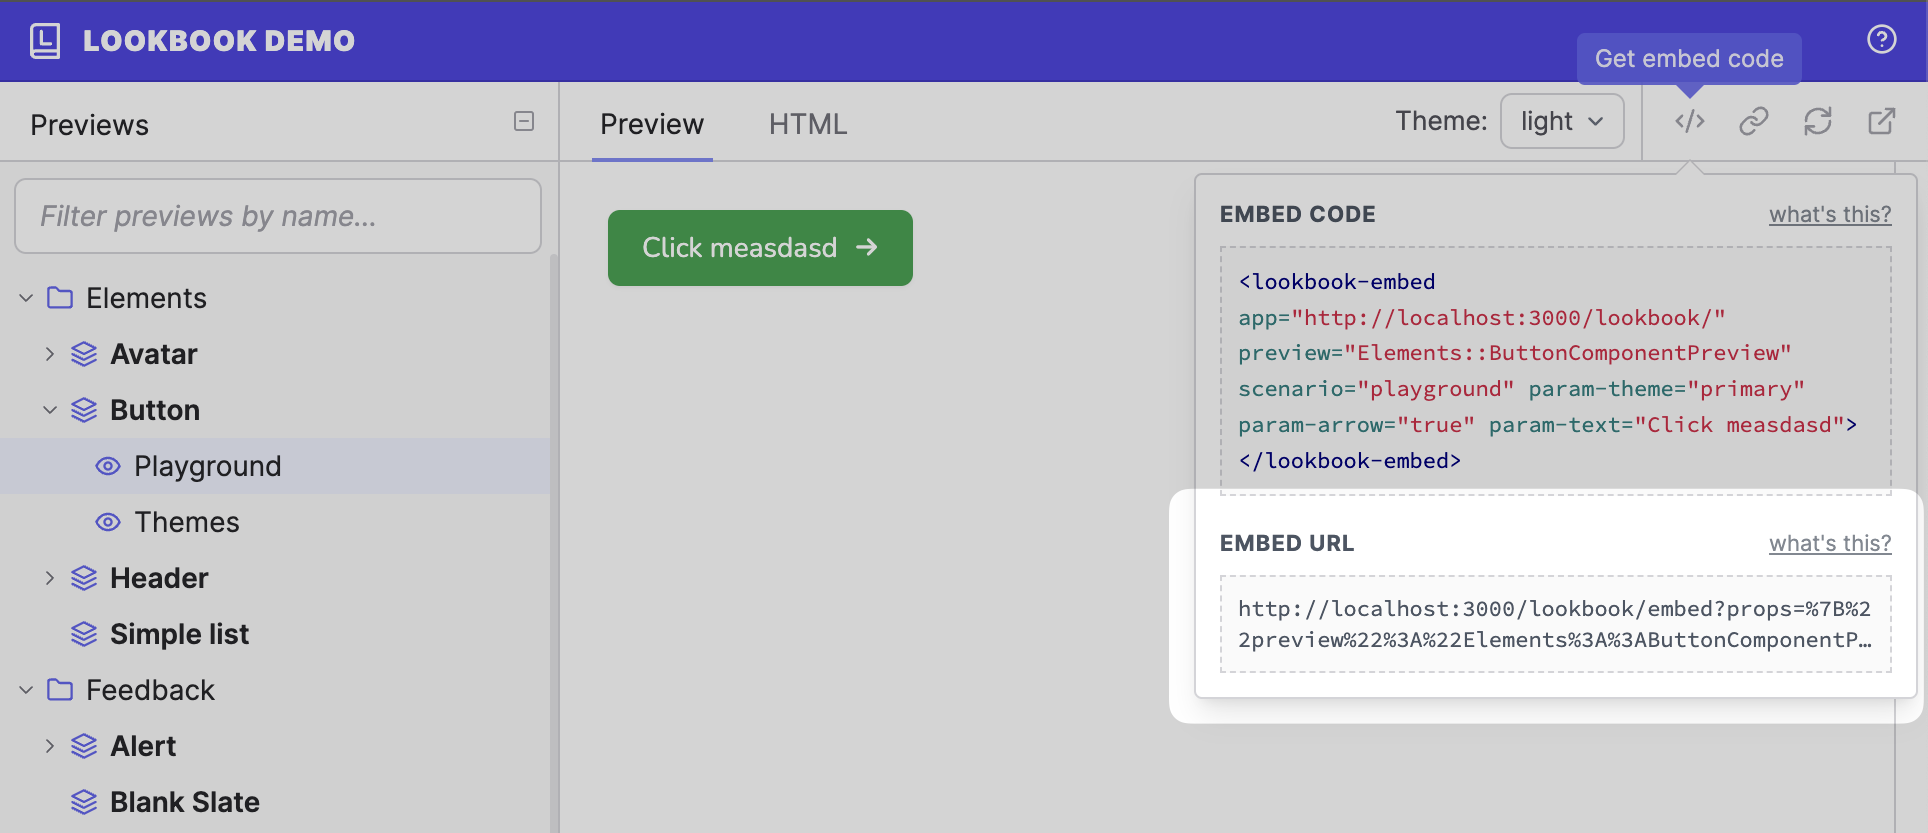 LOOKBOOK DEMO
Get embed code
Previews
Preview
HTML
Theme:
light
Filter previews by name...
Elements
Avatar
Button
Playground
Themes
Header
Simple list
Feedback
Alert
Blank Slate
Click measdasd
EMBED CODE
what's this?
<lookbook-embed
app="http://localhost:3000/lookbook/"
preview="Elements::ButtonComponentPreview"
scenario="playground" param-theme="primary"
param-arrow="true" param-text="Click measdasd">
</lookbook-embed>
EMBED URL
what's this?
http://localhost:3000/lookbook/embed?props=%7B%2
2preview%22%3A%22Elements%3A%3AButtonComponentP…